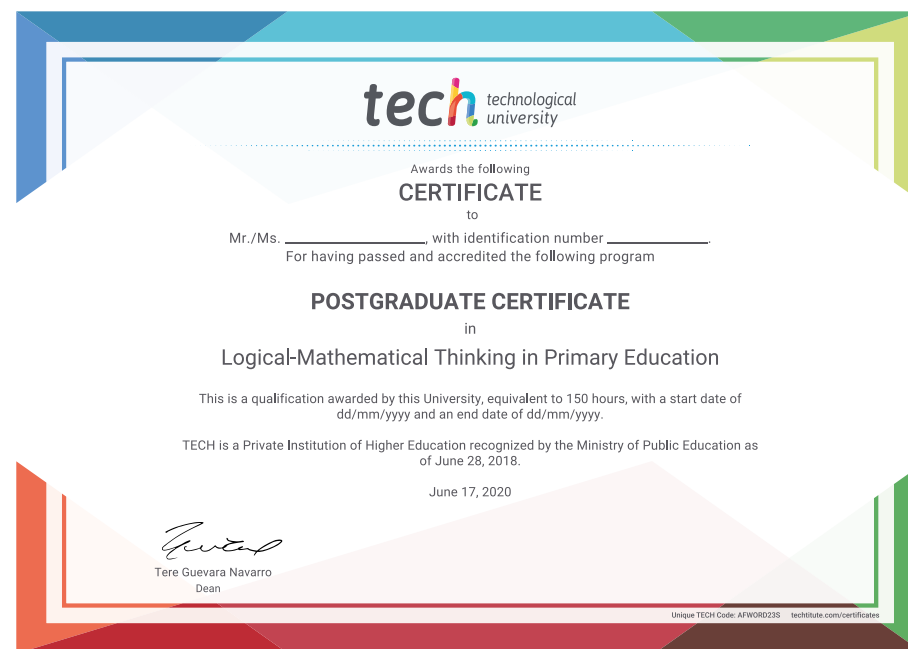 tech technological
university
Awards the following
CERTIFICATE
to
Mr./Ms. ____________________, with identification number ______________.
For having passed and accredited the following program
POSTGRADUATE CERTIFICATE
in
Logical-Mathematical Thinking in Primary Education
This is a qualification awarded by this University, equivalent to 150 hours, with a start date of
dd/mm/yyyy and an end date of dd/mm/yyyy.
TECH is a Private Institution of Higher Education recognized by the Ministry of Public Education as
of June 28, 2018.
June 17, 2020
Tere Guevara Navarro
Dean
Unique TECH Code: AFWORD23S techtitute.com/certificates